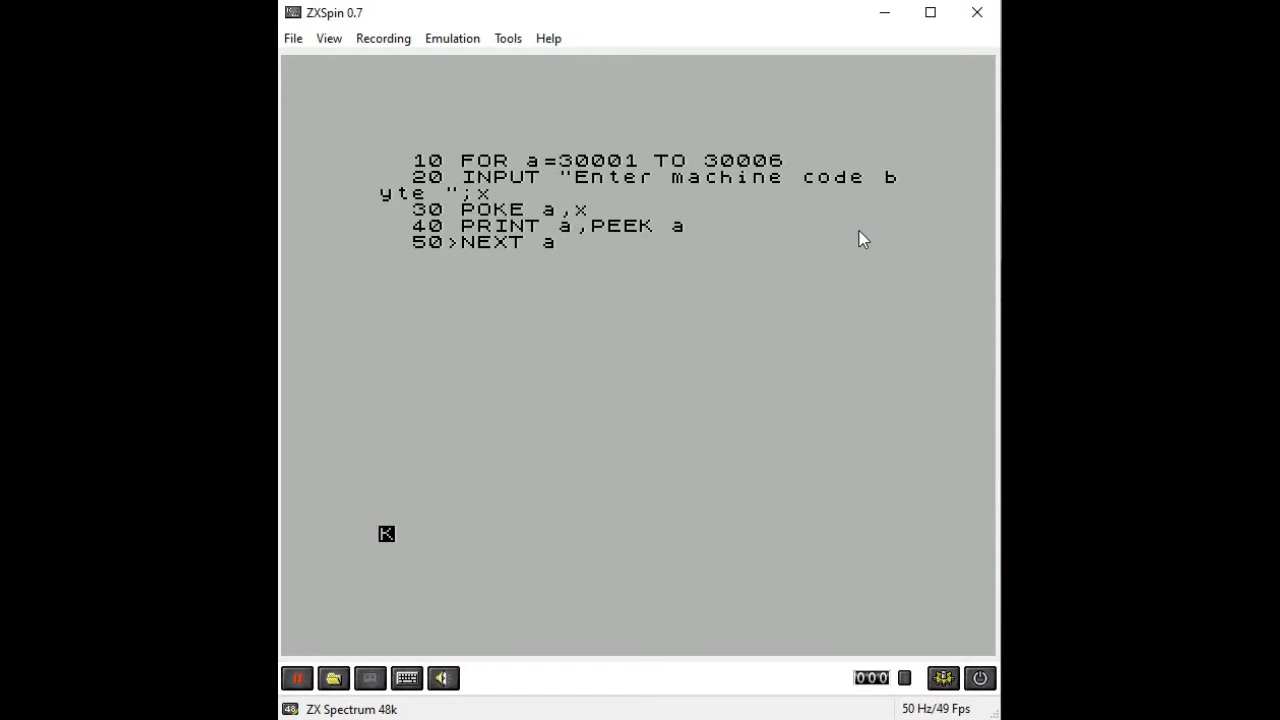 ZXSpin 0.7
File View Recording Emulation Tools Help
10 FOR a=30001 TO 30006
20 INPUT "Enter machine code b
yte ";x
30 POKE a,x
40 PRINT a,PEEK a
50>NEXT a
K
000
48 ZX Spectrum 48k
50 Hz/49 Fps